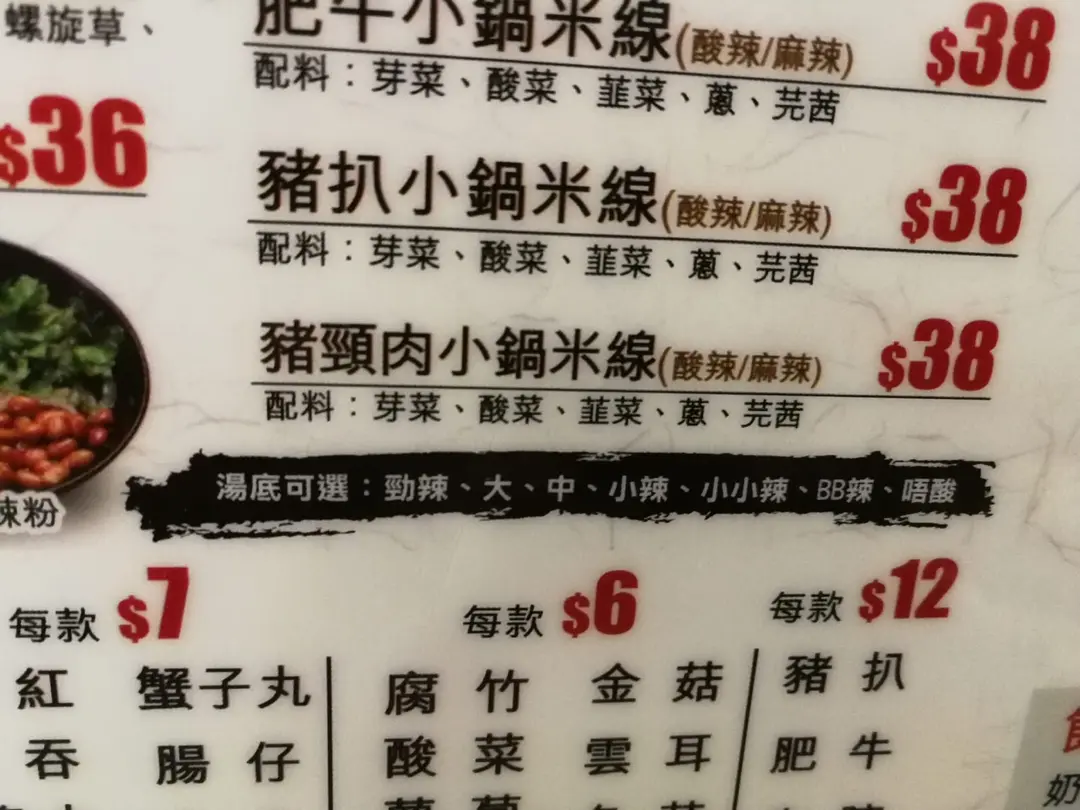 螺旋草、
$36
肥牛小鍋米線(酸辣/麻辣) $38
配料：芽菜、酸菜、韮菜、蔥、芫茜
豬扒小鍋米線(酸辣/麻辣) $38
配料：芽菜、酸菜、韮菜、蔥、芫茜
豬頸肉小鍋米線(酸辣/麻辣) $38
配料：芽菜、酸菜、韮菜、蔥、芫茜
辣粉
湯底可選：勁辣、大、中、小辣、小小辣、BB辣、唔酸
每款 $7
紅 蟹子丸
吞 腸仔
每款 $6
腐竹 金菇
酸菜 雲耳
每款 $12
豬扒
肥牛
奶